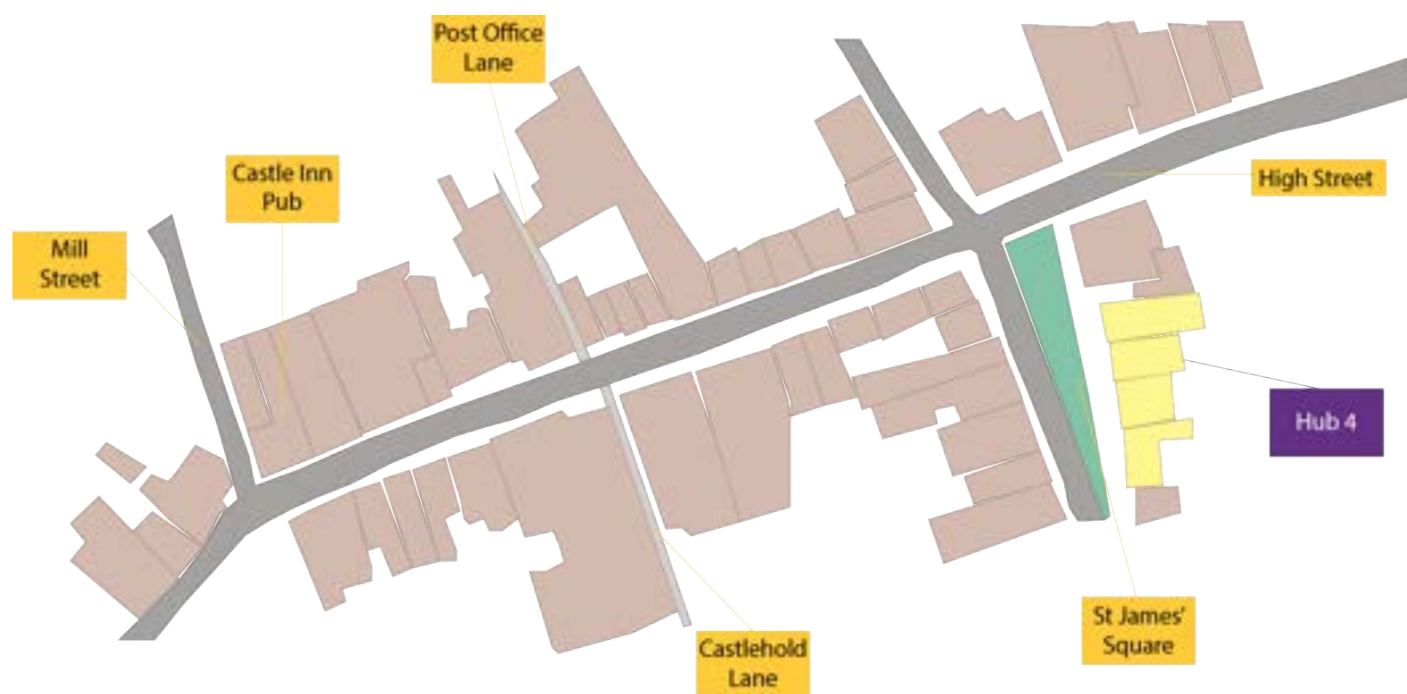 Post Office
Lane
Castle Inn
Pub
High Street
Mill
Street
Hub 4
St James'
Square
Castlehold
Lane